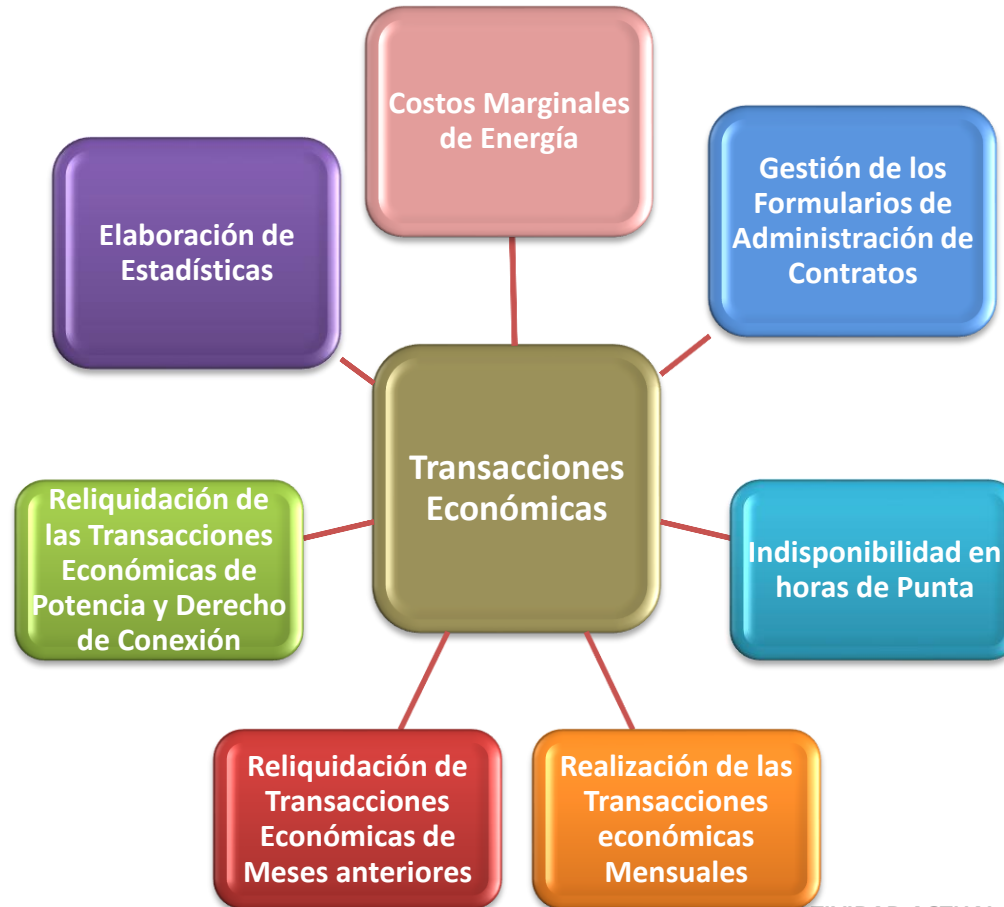 Costos Marginales
de Energía
Gestión de los
Formularios de
Administración de
Contratos
Elaboración de
Estadísticas
Transacciones
Económicas
Indisponibilidad en
horas de Punta
Reliquidación de
las Transacciones
Económicas de
Potencia y Derecho
de Conexión
Reliquidación de
Transacciones
Económicas de
Meses anteriores
Realización de las
Transacciones
económicas
Mensuales